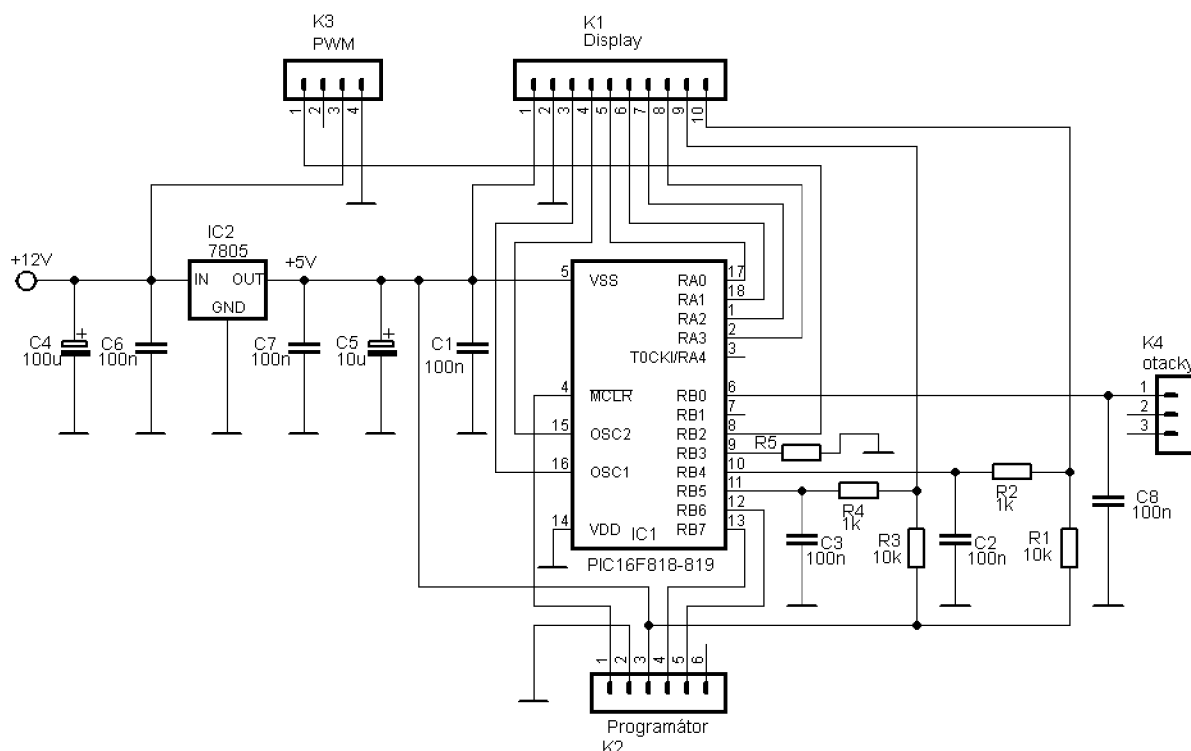 K3
PWM
1 2 3 4
K1
Display
1 2 3 4 5 6 7 8 9 10
+12V
IC2
7805
IN OUT
GND
+5V
C4
100u
+
C6
100n
C7
100n
C5
10u
+
C1
100n
5 VSS
4 MCLR
15 OSC2
16 OSC1
14 VDD
RA0 17
RA1 18
RA2 1
RA3 2
T0CKI/RA4 3
RB0 6
RB1 7
RB2 8
RB3 9
RB4 10
RB5 11
RB6 12
RB7 13
IC1
PIC16F818-819
R5
R4
1k
R2
1k
C3
100n
R3
10k
C2
100n
R1
10k
C8
100n
K4
otacky
1
2
3
1 2 3 4 5 6
Programátor
K2